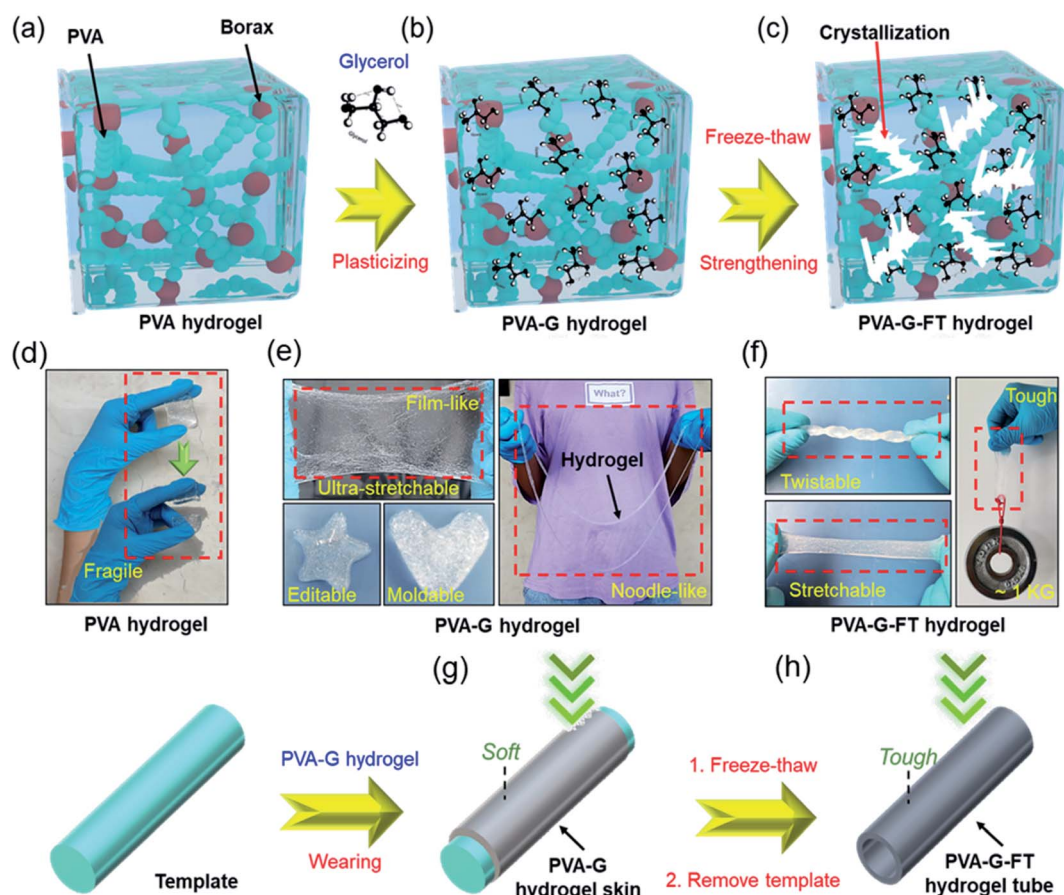 (a)
PVA
Borax
Glycerol
Glycerol
Plasticizing
PVA hydrogel
(b)
PVA-G hydrogel
Freeze-thaw
Strengthening
(c)
Crystallization
PVA-G-FT hydrogel
(d)
Fragile
PVA hydrogel
(e)
Film-like
Ultra-stretchable
Editable
Moldable
What?
Hydrogel
Noodle-like
PVA-G hydrogel
(f)
Twistable
Stretchable
Tough
~ 1 KG
PVA-G-FT hydrogel
Template
PVA-G hydrogel
Wearing
(g)
Soft
PVA-G
hydrogel skin
1. Freeze-thaw
2. Remove template
(h)
Tough
PVA-G-FT
hydrogel tube